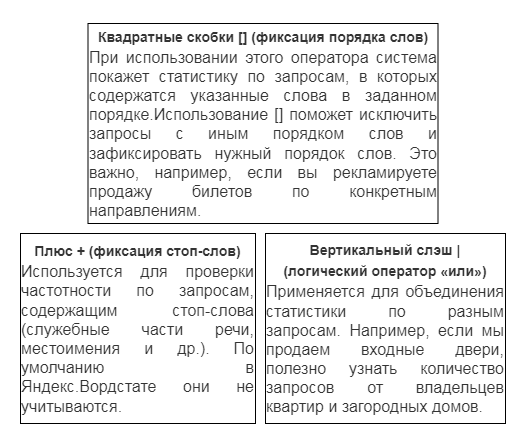 Квадратные скобки [] (фиксация порядка слов)
При использовании этого оператора система
покажет статистику по запросам, в которых
содержатся указанные слова в заданном
порядке.Использование [] поможет исключить
запросы с иным порядком слов и
зафиксировать нужный порядок слов. Это
важно, например, если вы рекламируете
продажу билетов по конкретным
направлениям.
Плюс + (фиксация стоп-слов)
Используется для проверки
частотности по запросам,
содержащим стоп-слова
(служебные части речи,
местоимения и др.). По
умолчанию в
Яндекс.Вордстате они не
учитываются.
Вертикальный слэш |
(логический оператор «или»)
Применяется для объединения
статистики по разным
запросам. Например, если мы
продаем входные двери,
полезно узнать количество
запросов от владельцев
квартир и загородных домов.